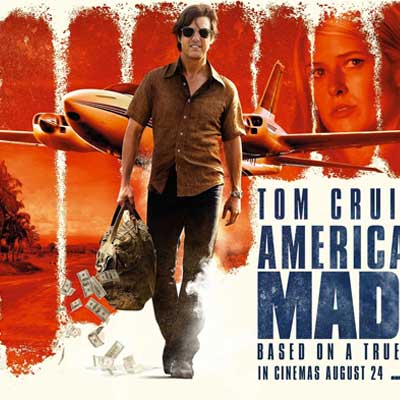 TOM CRUI
AMERICA
MAD
BASED ON A TRUE
IN CINEMAS AUGUST 24